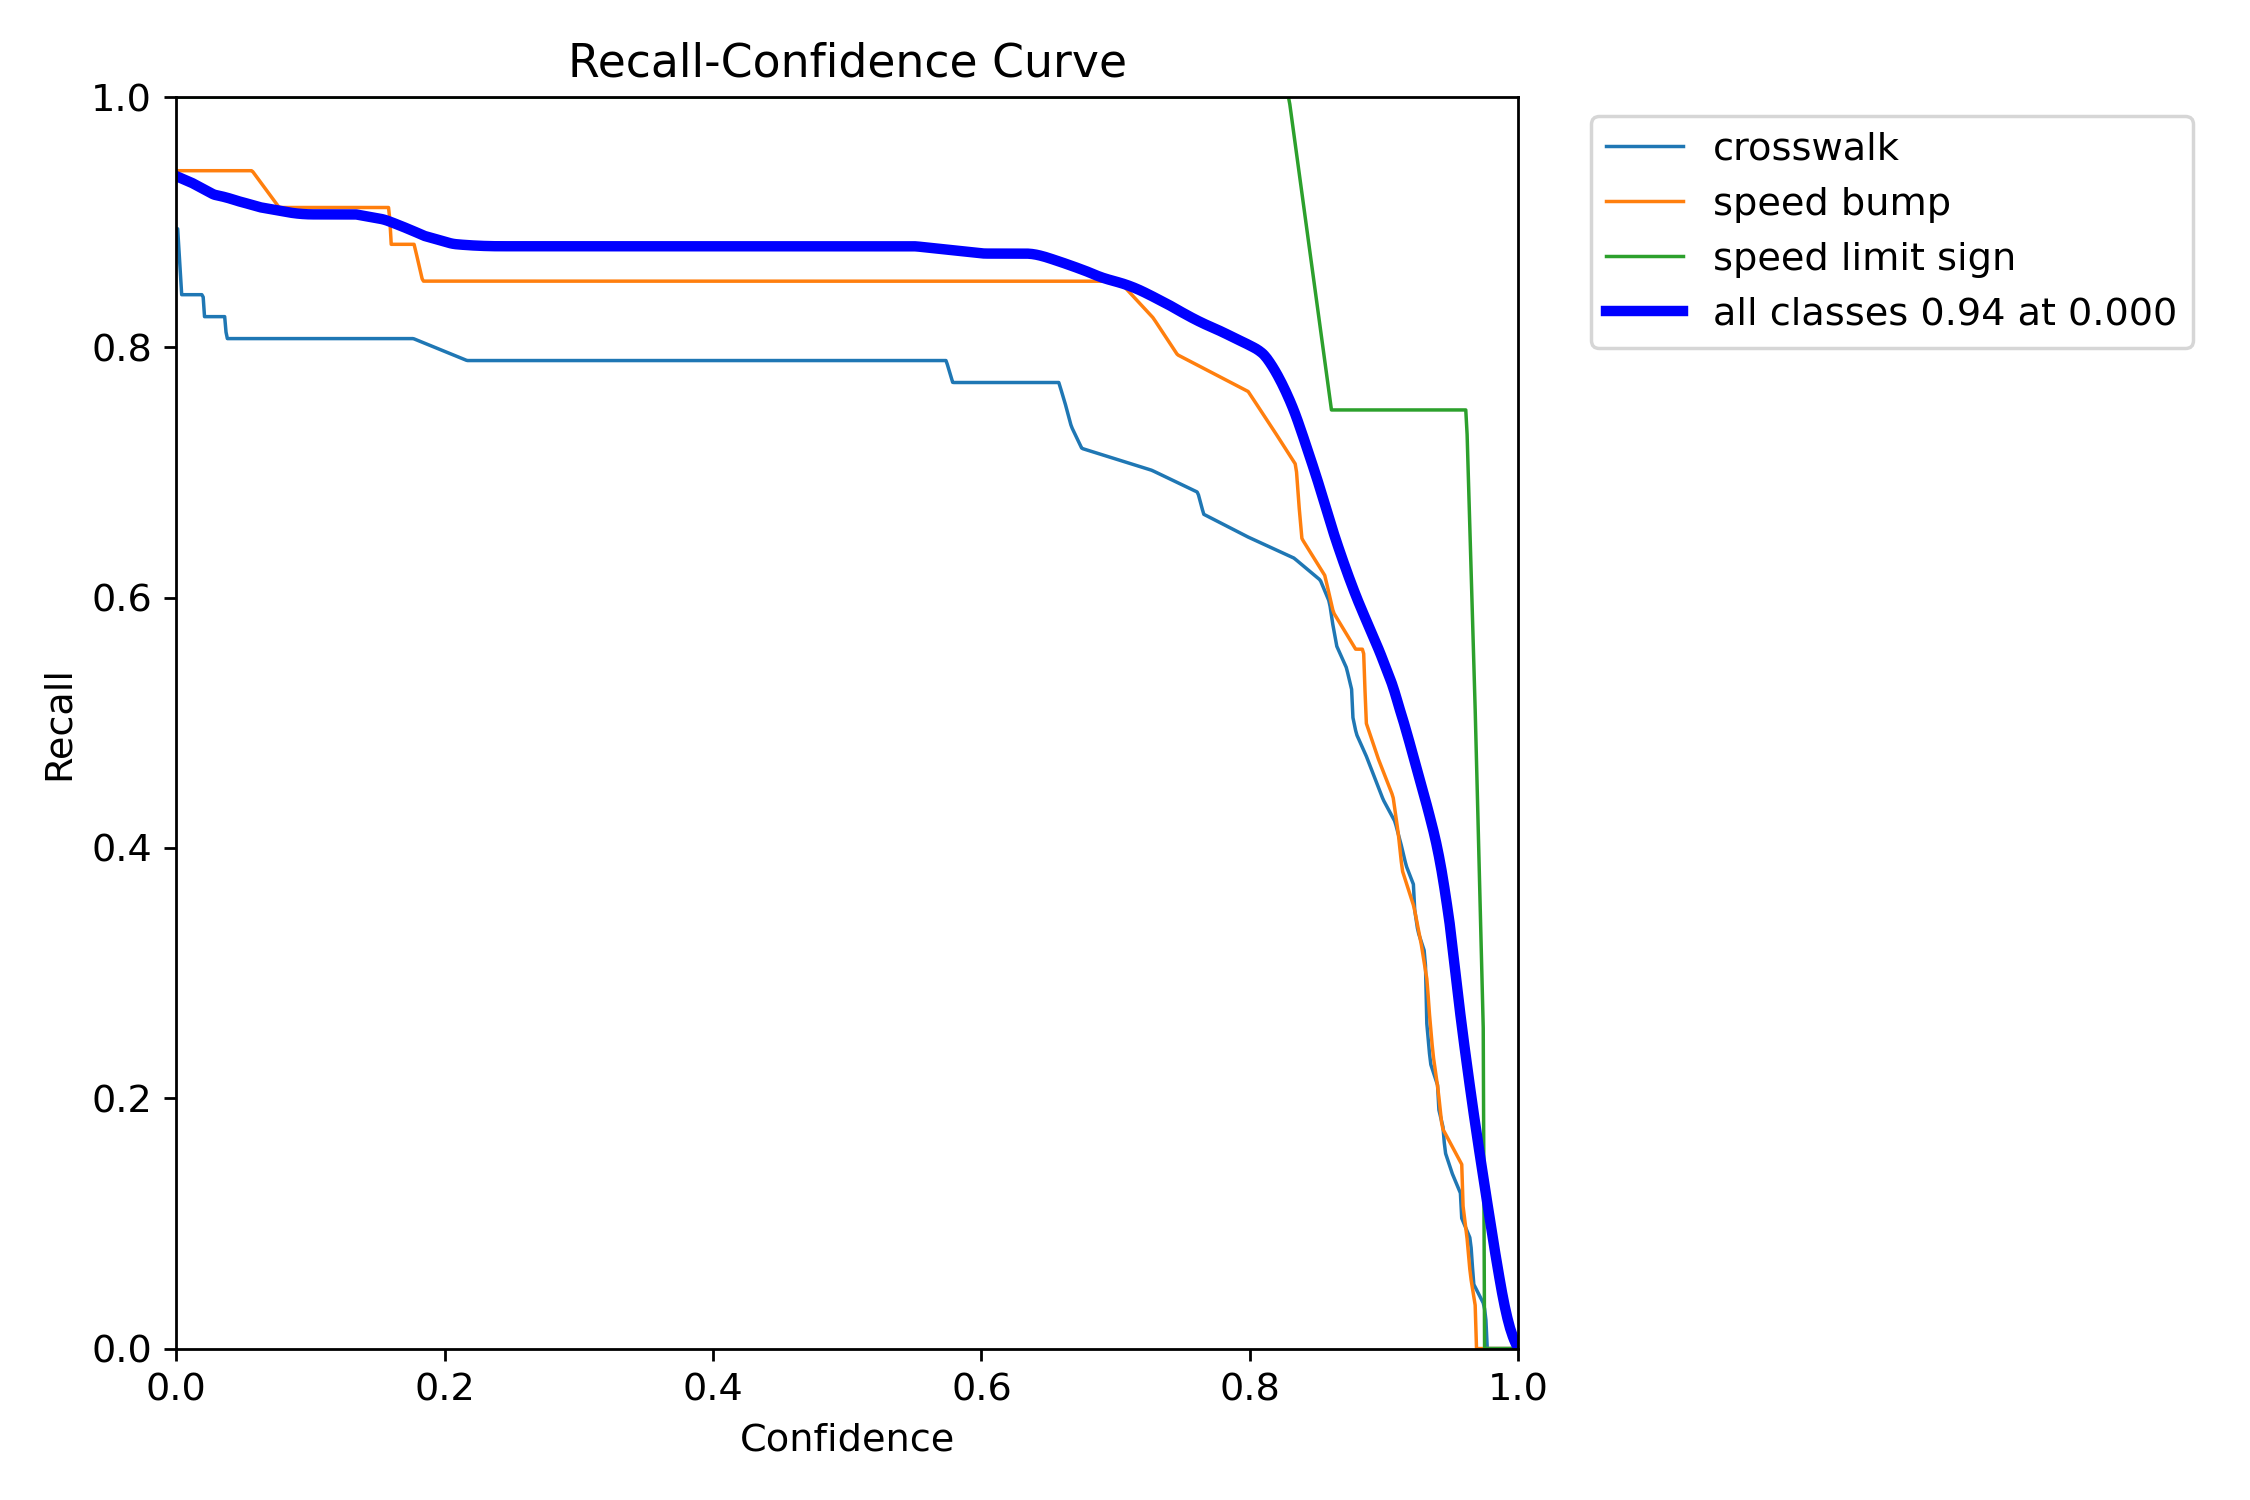 Recall-Confidence Curve
1.0
0.8
0.6
0.4
0.2
0.0
Recall
0.0 0.2 0.4 0.6 0.8 1.0
Confidence
crosswalk
speed bump
speed limit sign
all classes 0.94 at 0.000